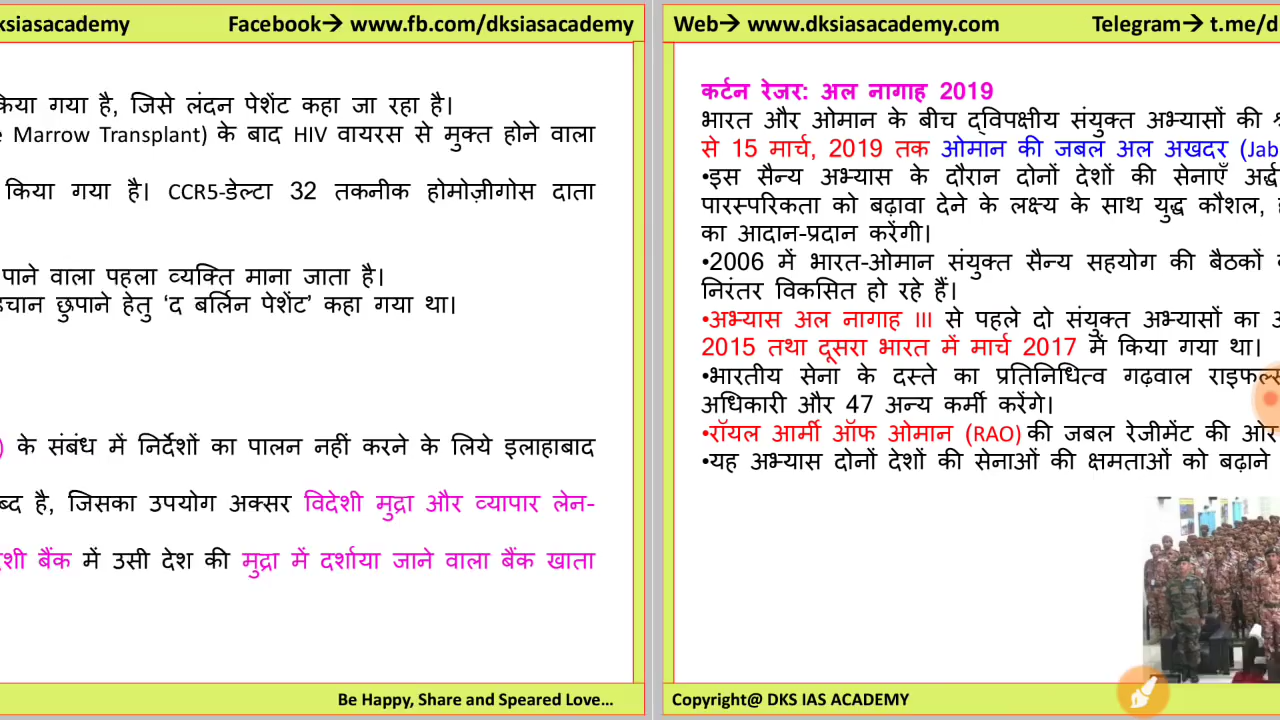 ksiasacademy Facebook→ www.fb.com/dksiasacademy
किया गया है, जिसे लंदन पेशेंट कहा जा रहा है।
Marrow Transplant) के बाद HIV वायरस से मुक्त होने वाला
किया गया है। CCR5-डेल्टा 32 तकनीक होमोज़ीगोस दाता
पाने वाला पहला व्यक्ति माना जाता है।
छुपाने हेतु ‘द बर्लिन पेशेंट’ कहा गया था।
) के संबंध में निर्देशों का पालन नहीं करने के लिये इलाहाबाद
है, जिसका उपयोग अक्सर विदेशी मुद्रा और व्यापार लेन-
बैंक में उसी देश की मुद्रा में दर्शाया जाने वाला बैंक खाता
Be Happy, Share and Speared Love...
Web→ www.dksiasacademy.com Telegram→ t.me/d
कर्टन रेजर: अल नागाह 2019
भारत और ओमान के बीच द्विपक्षीय संयुक्त अभ्यासों की
से 15 मार्च, 2019 तक ओमान की जबल अल अखदर (Jab
•इस सैन्य अभ्यास के दौरान दोनों देशों की सेनाएँ
पारस्परिकता को बढ़ावा देने के लक्ष्य के साथ युद्ध कौशल,
का आदान-प्रदान करेंगी।
•2006 में भारत-ओमान संयुक्त सैन्य सहयोग की बैठकों
निरंतर विकसित हो रहे हैं।
•अभ्यास अल नागाह III से पहले दो संयुक्त अभ्यासों का
2015 तथा दूसरा भारत में मार्च 2017 में किया गया था।
•भारतीय सेना के दस्ते का प्रतिनिधित्व गढ़वाल राइफल्स
अधिकारी और 47 अन्य कर्मी करेंगे।
•रॉयल आर्मी ऑफ ओमान (RAO) की जबल रेजीमेंट की ओर
•यह अभ्यास दोनों देशों की सेनाओं की क्षमताओं को बढ़ाने
Copyright@ DKS IAS ACADEMY